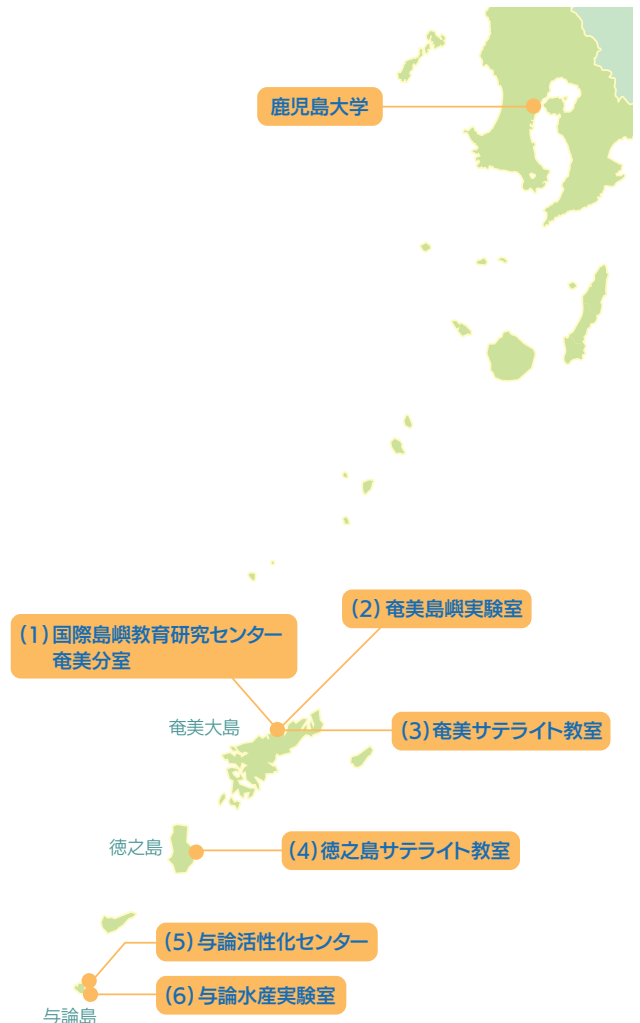 鹿児島大学
(2)奄美島嶼実験室
(1)国際島嶼教育研究センター
奄美分室
奄美大島
(3)奄美サテライト教室
徳之島
(4)徳之島サテライト教室
(5)与論活性化センター
(6)与論水産実験室
与論島